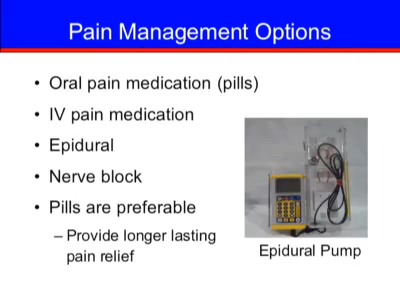 Pain Management Options
• Oral pain medication (pills)
• IV pain medication
• Epidural
• Nerve block
• Pills are preferable
– Provide longer lasting
pain relief
Epidural Pump